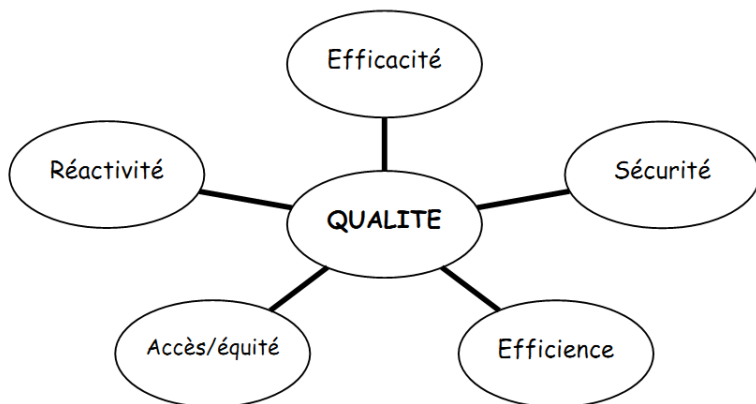 Efficacité
Réactivité
Sécurité
QUALITE
Accès/équité
Efficience